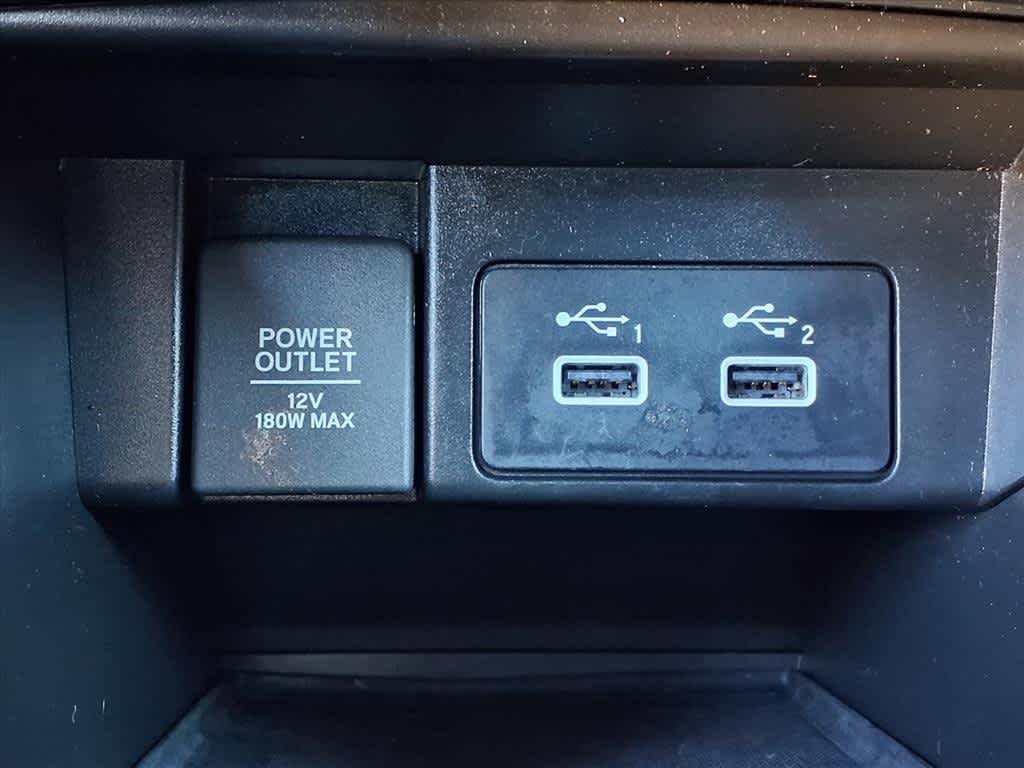 POWER
OUTLET
12V
180W MAX
1
2